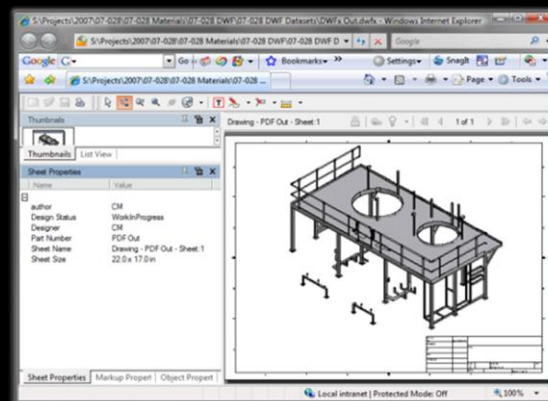 S:\Projects\2007\07-028\07-028 Materials\07-028 DWF\07-028 DWF Datasets\DWFx Out.dwfx - Windows Internet Explorer
S:\Projects\2007\07-028\07-028 Materials\07-028 DWF\07-028 DWF D
Google
Google
Go
Bookmarks
Settings
S:\Projects\2007\07-028\07-028 Materials\07-028 ...
SnagIt
Page
Tools
Thumbnails
Thumbnails
List View
Drawing - PDF Out - Sheet:1
1 of 1
Sheet Properties
Name
Value
author
CM
Design Status
WorkInProgress
Designer
CM
Part Number
PDF Out
Sheet Name
Drawing - PDF Out - Sheet:1
Sheet Size
22.0 x 17.0 in
Sheet Properties
Markup Propert
Object Propert
Local intranet | Protected Mode: Off
100%